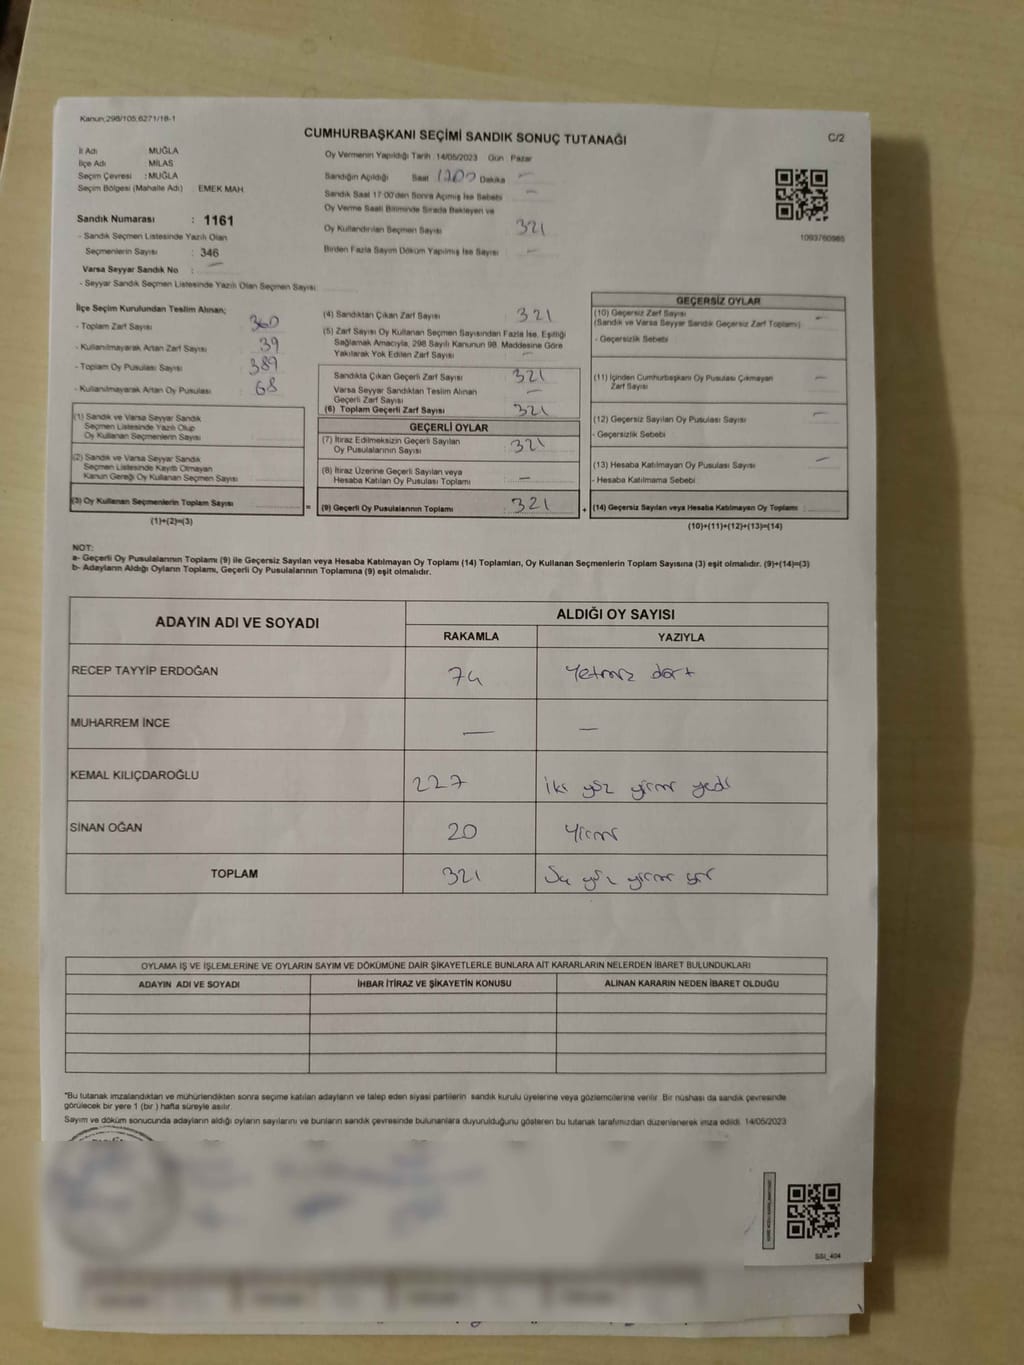 Kanun;298/105;6271/18-1
CUMHURBAŞKANI SEÇİMİ SANDIK SONUÇ TUTANAĞI
C/2
İl Adı : MUĞLA
İlçe Adı : MİLAS
Seçim Çevresi : MUĞLA
Seçim Bölgesi (Mahalle Adı) : EMEK MAH.
Sandık Numarası : 1161
- Sandık Seçmen Listesinde Yazılı Olan
Seçmenlerin Sayısı : 346
Varsa Seyyar Sandık No : —
- Seyyar Sandık Seçmen Listesinde Yazılı Olan Seçmen Sayısı:
Oy Vermenin Yapıldığı Tarih :14/05/2023 Gün : Pazar
Sandığın Açıldığı Saat 1700 Dakika —
Sandık Saat 17:00'den Sonra Açılmış İse Sebebi —
Oy Verme Saati Bitiminde Sırada Bekleyen ve
Oy Kullandırılan Seçmen Sayısı 321
Birden Fazla Sayım Döküm Yapılmış İse Sayısı —
1093760985
İlçe Seçim Kurulundan Teslim Alınan;
- Toplam Zarf Sayısı 360
- Kullanılmayarak Artan Zarf Sayısı 39
- Toplam Oy Pusulası Sayısı 389
- Kullanılmayarak Artan Oy Pusulası 68
(1) Sandık ve Varsa Seyyar Sandık
Seçmen Listesinde Yazılı Olup
Oy Kullanan Seçmenlerin Sayısı :
(2) Sandık ve Varsa Seyyar Sandık
Seçmen Listesinde Kayıtlı Olmayan
Kanun Gereği Oy Kullanan Seçmen Sayısı :
(3) Oy Kullanan Seçmenlerin Toplam Sayısı =
(1)+(2)=(3)
(4) Sandıktan Çıkan Zarf Sayısı 321
(5) Zarf Sayısı Oy Kullanan Seçmen Sayısından Fazla İse, Eşitliği
Sağlamak Amacıyla, 298 Sayılı Kanunun 98. Maddesine Göre
Yakılarak Yok Edilen Zarf Sayısı —
Sandıkta Çıkan Geçerli Zarf Sayısı 321
Varsa Seyyar Sandıktan Teslim Alınan
Geçerli Zarf Sayısı —
(6) Toplam Geçerli Zarf Sayısı 321
GEÇERLİ OYLAR
(7) İtiraz Edilmeksizin Geçerli Sayılan
Oy Pusulalarının Sayısı 321
(8) İtiraz Üzerine Geçerli Sayılan veya
Hesaba Katılan Oy Pusulası Toplamı —
(9) Geçerli Oy Pusulalarının Toplamı 321 +
GEÇERSİZ OYLAR
(10) Geçersiz Zarf Sayısı —
(Sandık ve Varsa Seyyar Sandık Geçersiz Zarf Toplamı)
- Geçersizlik Sebebi
(11) İçinden Cumhurbaşkanı Oy Pusulası Çıkmayan —
Zarf Sayısı
(12) Geçersiz Sayılan Oy Pusulası Sayısı —
- Geçersizlik Sebebi
(13) Hesaba Katılmayan Oy Pusulası Sayısı —
- Hesaba Katılmama Sebebi
(14) Geçersiz Sayılan veya Hesaba Katılmayan Oy Toplamı :
(10)+(11)+(12)+(13)=(14)
NOT:
a- Geçerli Oy Pusulalarının Toplamı (9) ile Geçersiz Sayılan veya Hesaba Katılmayan Oy Toplamı (14) Toplamları, Oy Kullanan Seçmenlerin Toplam Sayısına (3) eşit olmalıdır. (9)+(14)=(3)
b- Adayların Aldığı Oyların Toplamı, Geçerli Oy Pusulalarının Toplamına (9) eşit olmalıdır.
ADAYIN ADI VE SOYADI
ALDIĞI OY SAYISI
RAKAMLA YAZIYLA
RECEP TAYYİP ERDOĞAN 74 Yetmiş dört
MUHARREM İNCE — —
KEMAL KILIÇDAROĞLU 227 İki yüz yirmi yedi
SİNAN OĞAN 20 Yirmi
TOPLAM 321 Üç yüz yirmi bir
OYLAMA İŞ VE İŞLEMLERİNE VE OYLARIN SAYIM VE DÖKÜMÜNE DAİR ŞİKAYETLERLE BUNLARA AİT KARARLARIN NELERDEN İBARET BULUNDUKLARI
ADAYIN ADI VE SOYADI İHBAR İTİRAZ VE ŞİKAYETİN KONUSU ALINAN KARARIN NEDEN İBARET OLDUĞU
"Bu tutanak imzalandıktan ve mühürlendikten sonra seçime katılan adayların ve talep eden siyasi partilerin sandık kurulu üyelerine veya gözlemcilerine verilir. Bir nüshası da sandık çevresinde
görülecek bir yere 1 (bir ) hafta süreyle asılır.
Sayım ve döküm sonucunda adayların aldığı oyların sayılarını ve bunların sandık çevresinde bulunanlara duyurulduğunu gösteren bu tutanak tarafımızdan düzenlenerek imza edildi. 14/05/2023
SSI_404